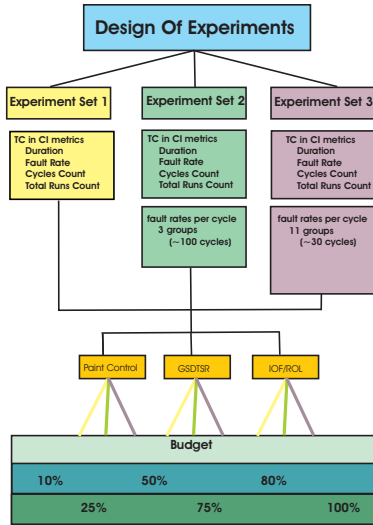 Design Of Experiments
Experiment Set 1
Experiment Set 2
Experiment Set 3
TC in CI metrics
Duration
Fault Rate
Cycles Count
Total Runs Count
TC in CI metrics
Duration
Fault Rate
Cycles Count
Total Runs Count
TC in CI metrics
Duration
Fault Rate
Cycles Count
Total Runs Count
fault rates per cycle
3 groups
(~100 cycles)
fault rates per cycle
11 groups
(~30 cycles)
Paint Control
GSDTSR
IOF/ROL
Budget
10% 50% 80%
25% 75% 100%